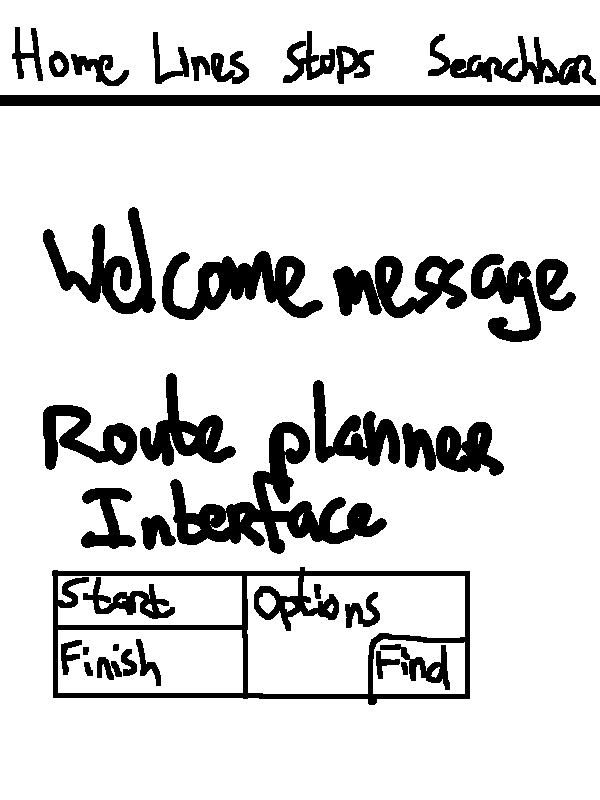 Home Lines Stops Searchbar
Welcome message
Route planner
Interface
Start Options
Finish Find